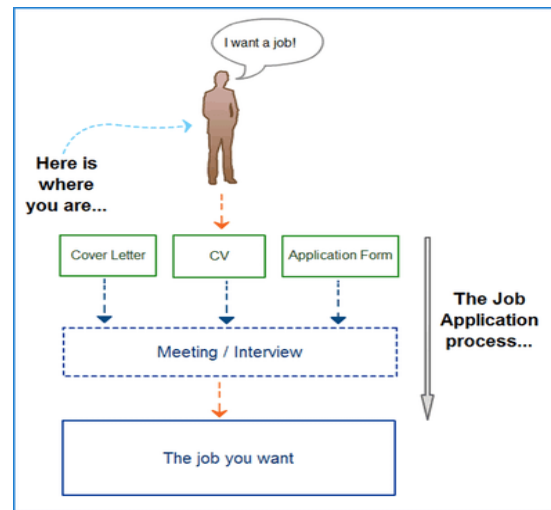 I want a job!
Here is
where
you are...
Cover Letter
CV
Application Form
The Job
Application
process...
Meeting / Interview
The job you want